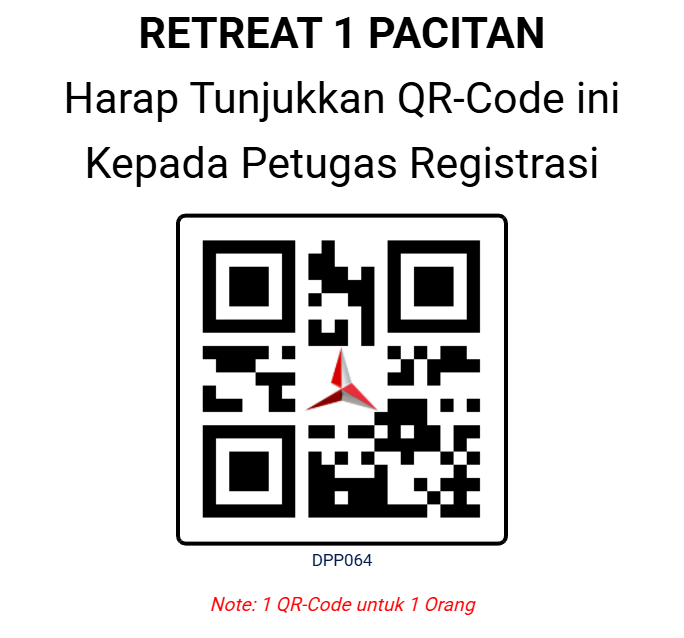 RETREAT 1 PACITAN
Harap Tunjukkan QR-Code ini
Kepada Petugas Registrasi
DPP064
Note: 1 QR-Code untuk 1 Orang